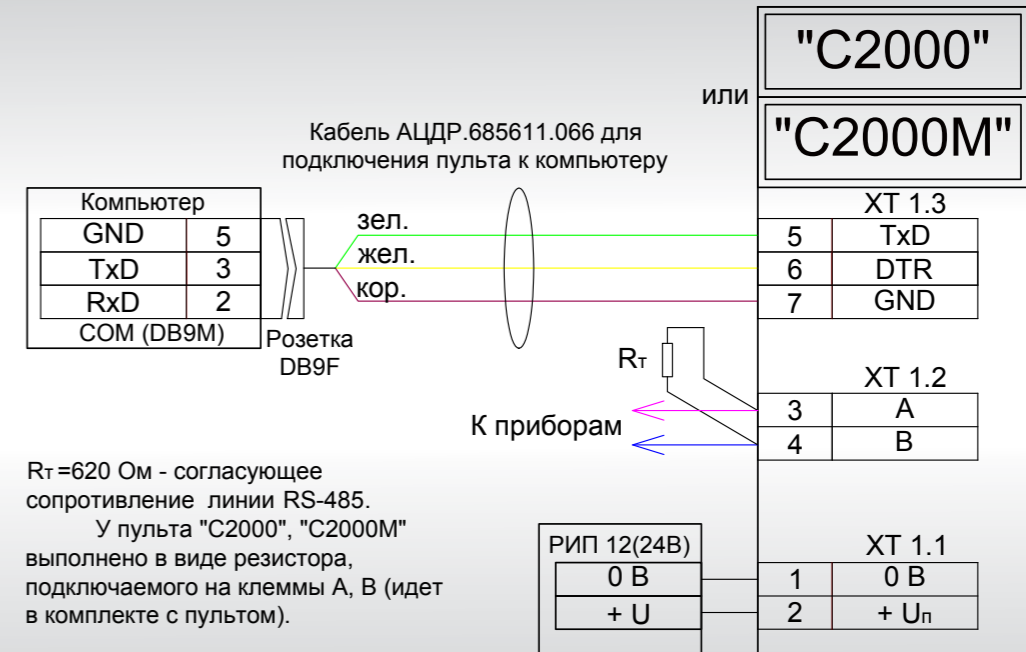 "С2000"
или
"С2000М"
Кабель АЦДР.685611.066 для
подключения пульта к компьютеру
Компьютер
GND 5
TxD 3
RxD 2
COM (DB9M)
Розетка
DB9F
зел.
жел.
кор.
XT 1.3
5 TxD
6 DTR
7 GND
Rт
XT 1.2
3 A
4 B
К приборам
Rт=620 Ом - согласующее
сопротивление линии RS-485.
У пульта "С2000", "С2000М"
выполнено в виде резистора,
подключаемого на клеммы А, В (идет
в комплекте с пультом).
РИП 12(24В)
0 В
+ U
XT 1.1
1 0 В
2 + Uп